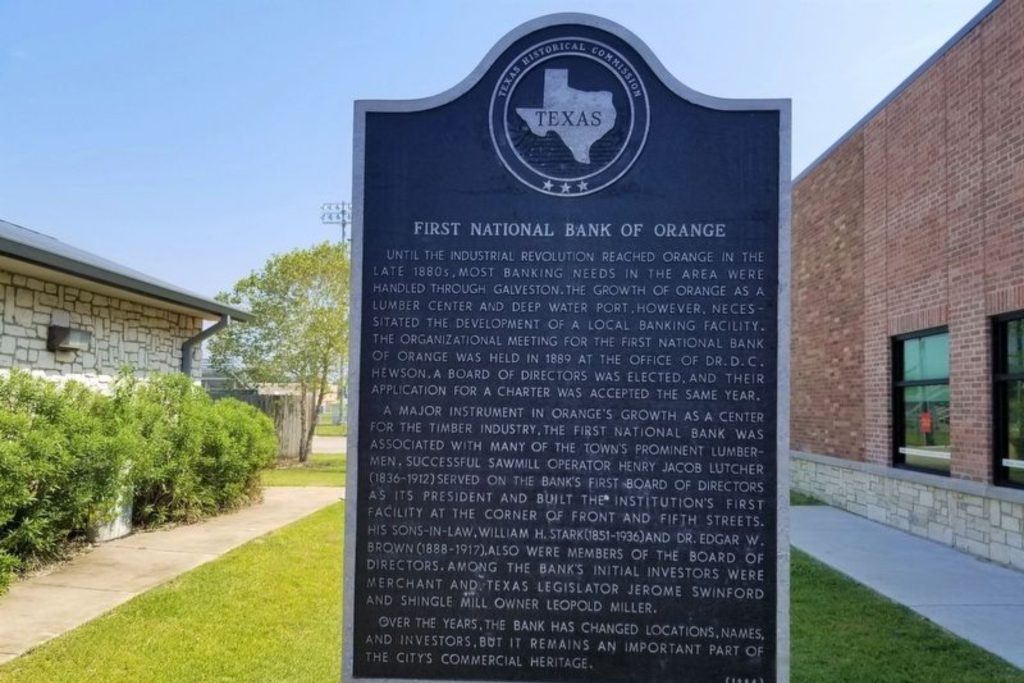 TEXAS HISTORICAL COMMISSION
TEXAS
FIRST NATIONAL BANK OF ORANGE
UNTIL THE INDUSTRIAL REVOLUTION REACHED ORANGE IN THE
LATE 1880s, MOST BANKING NEEDS IN THE AREA WERE
HANDLED THROUGH GALVESTON. THE GROWTH OF ORANGE AS A
LUMBER CENTER AND DEEP WATER PORT, HOWEVER, NECES-
SITATED THE DEVELOPMENT OF A LOCAL BANKING FACILITY.
THE ORGANIZATIONAL MEETING FOR THE FIRST NATIONAL BANK
OF ORANGE WAS HELD IN 1889 AT THE OFFICE OF DR. D. C.
HEWSON. A BOARD OF DIRECTORS WAS ELECTED, AND THEIR
APPLICATION FOR A CHARTER WAS ACCEPTED THE SAME YEAR.
A MAJOR INSTRUMENT IN ORANGE'S GROWTH AS A CENTER
FOR THE TIMBER INDUSTRY, THE FIRST NATIONAL BANK WAS
ASSOCIATED WITH MANY OF THE TOWN'S PROMINENT LUMBER-
MEN. SUCCESSFUL SAWMILL OPERATOR HENRY JACOB LUTCHER
(1836-1912) SERVED ON THE BANK'S FIRST BOARD OF DIRECTORS
AS ITS PRESIDENT AND BUILT THE INSTITUTION'S FIRST
FACILITY AT THE CORNER OF FRONT AND FIFTH STREETS.
HIS SONS-IN-LAW, WILLIAM H. STARK (1851-1936) AND DR. EDGAR W.
BROWN (1888-1917), ALSO WERE MEMBERS OF THE BOARD OF
DIRECTORS. AMONG THE BANK'S INITIAL INVESTORS WERE
MERCHANT AND TEXAS LEGISLATOR JEROME SWINFORD
AND SHINGLE MILL OWNER LEOPOLD MILLER.
OVER THE YEARS, THE BANK HAS CHANGED LOCATIONS, NAMES,
AND INVESTORS, BUT IT REMAINS AN IMPORTANT PART OF
THE CITY'S COMMERCIAL HERITAGE.